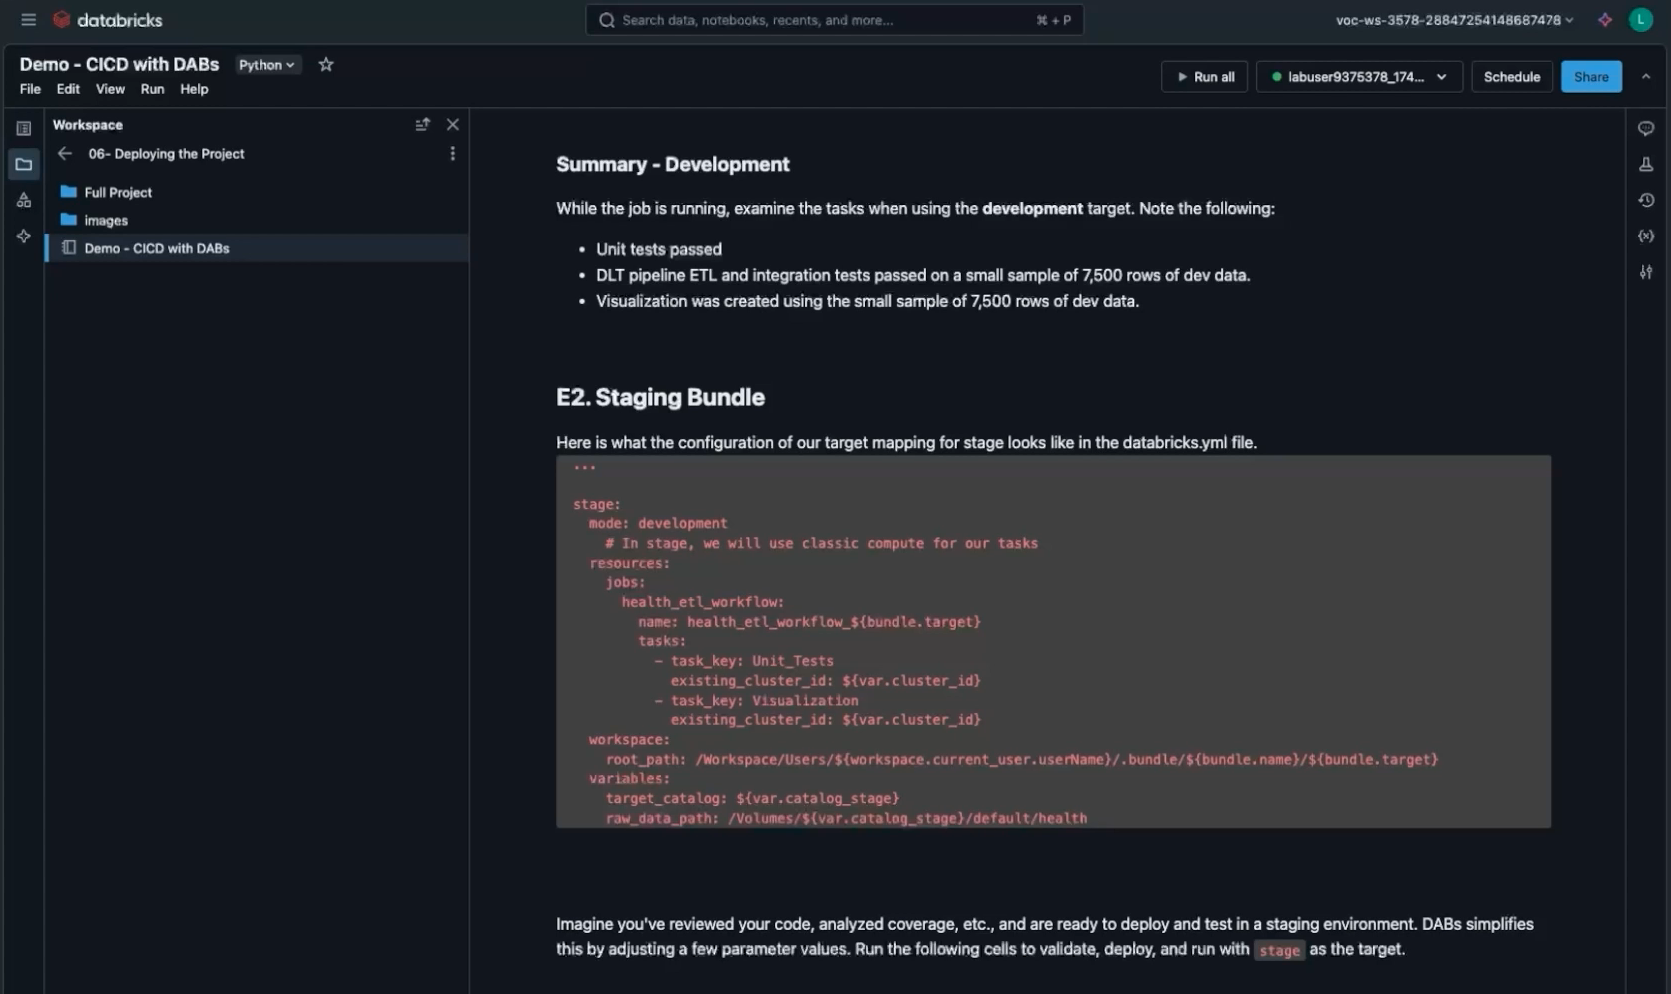 databricks
Search data, notebooks, recents, and more...
⌘ + P
voc-ws-3578-28847254148687478
L
Demo - CICD with DABs
Python
File Edit View Run Help
Run all
labuser9375378_174...
Schedule
Share
Workspace
06- Deploying the Project
Full Project
images
Demo - CICD with DABs
Summary - Development
While the job is running, examine the tasks when using the development target. Note the following:
• Unit tests passed
• DLT pipeline ETL and integration tests passed on a small sample of 7,500 rows of dev data.
• Visualization was created using the small sample of 7,500 rows of dev data.
E2. Staging Bundle
Here is what the configuration of our target mapping for stage looks like in the databricks.yml file.
...
stage:
  mode: development
    # In stage, we will use classic compute for our tasks
  resources:
    jobs:
      health_etl_workflow:
        name: health_etl_workflow_${bundle.target}
        tasks:
          - task_key: Unit_Tests
            existing_cluster_id: ${var.cluster_id}
          - task_key: Visualization
            existing_cluster_id: ${var.cluster_id}
  workspace:
    root_path: /Workspace/Users/${workspace.current_user.userName}/.bundle/${bundle.name}/${bundle.target}
  variables:
    target_catalog: ${var.catalog_stage}
    raw_data_path: /Volumes/${var.catalog_stage}/default/health
Imagine you've reviewed your code, analyzed coverage, etc., and are ready to deploy and test in a staging environment. DABs simplifies
this by adjusting a few parameter values. Run the following cells to validate, deploy, and run with stage as the target.